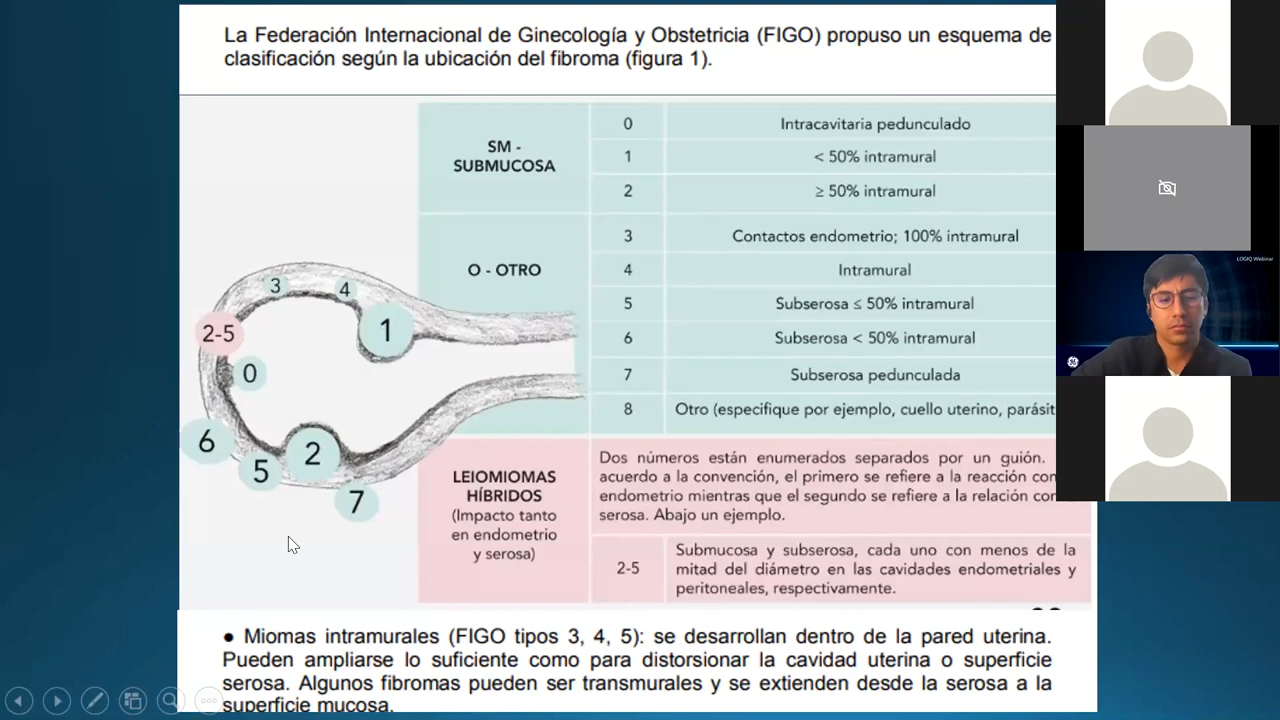 La Federación Internacional de Ginecología y Obstetricia (FIGO) propuso un esquema de
clasificación según la ubicación del fibroma (figura 1).
SM -
SUBMUCOSA
0
Intracavitaria pedunculado
1
< 50% intramural
2
≥ 50% intramural
O - OTRO
3
Contactos endometrio; 100% intramural
4
Intramural
5
Subserosa ≤ 50% intramural
6
Subserosa < 50% intramural
7
Subserosa pedunculada
8
Otro (especifique por ejemplo, cuello uterino, parásit
LEIOMIOMAS
HÍBRIDOS
(Impacto tanto
en endometrio
y serosa)
Dos números están enumerados separados por un guión.
acuerdo a la convención, el primero se refiere a la reacción con
endometrio mientras que el segundo se refiere a la relación con
serosa. Abajo un ejemplo.
2-5
Submucosa y subserosa, cada uno con menos de la
mitad del diámetro en las cavidades endometriales y
peritoneales, respectivamente.
3
4
2-5
1
0
6
5
2
7
● Miomas intramurales (FIGO tipos 3, 4, 5): se desarrollan dentro de la pared uterina.
Pueden ampliarse lo suficiente como para distorsionar la cavidad uterina o superficie
serosa. Algunos fibromas pueden ser transmurales y se extienden desde la serosa a la
superficie mucosa.
LOGIQ Webinar